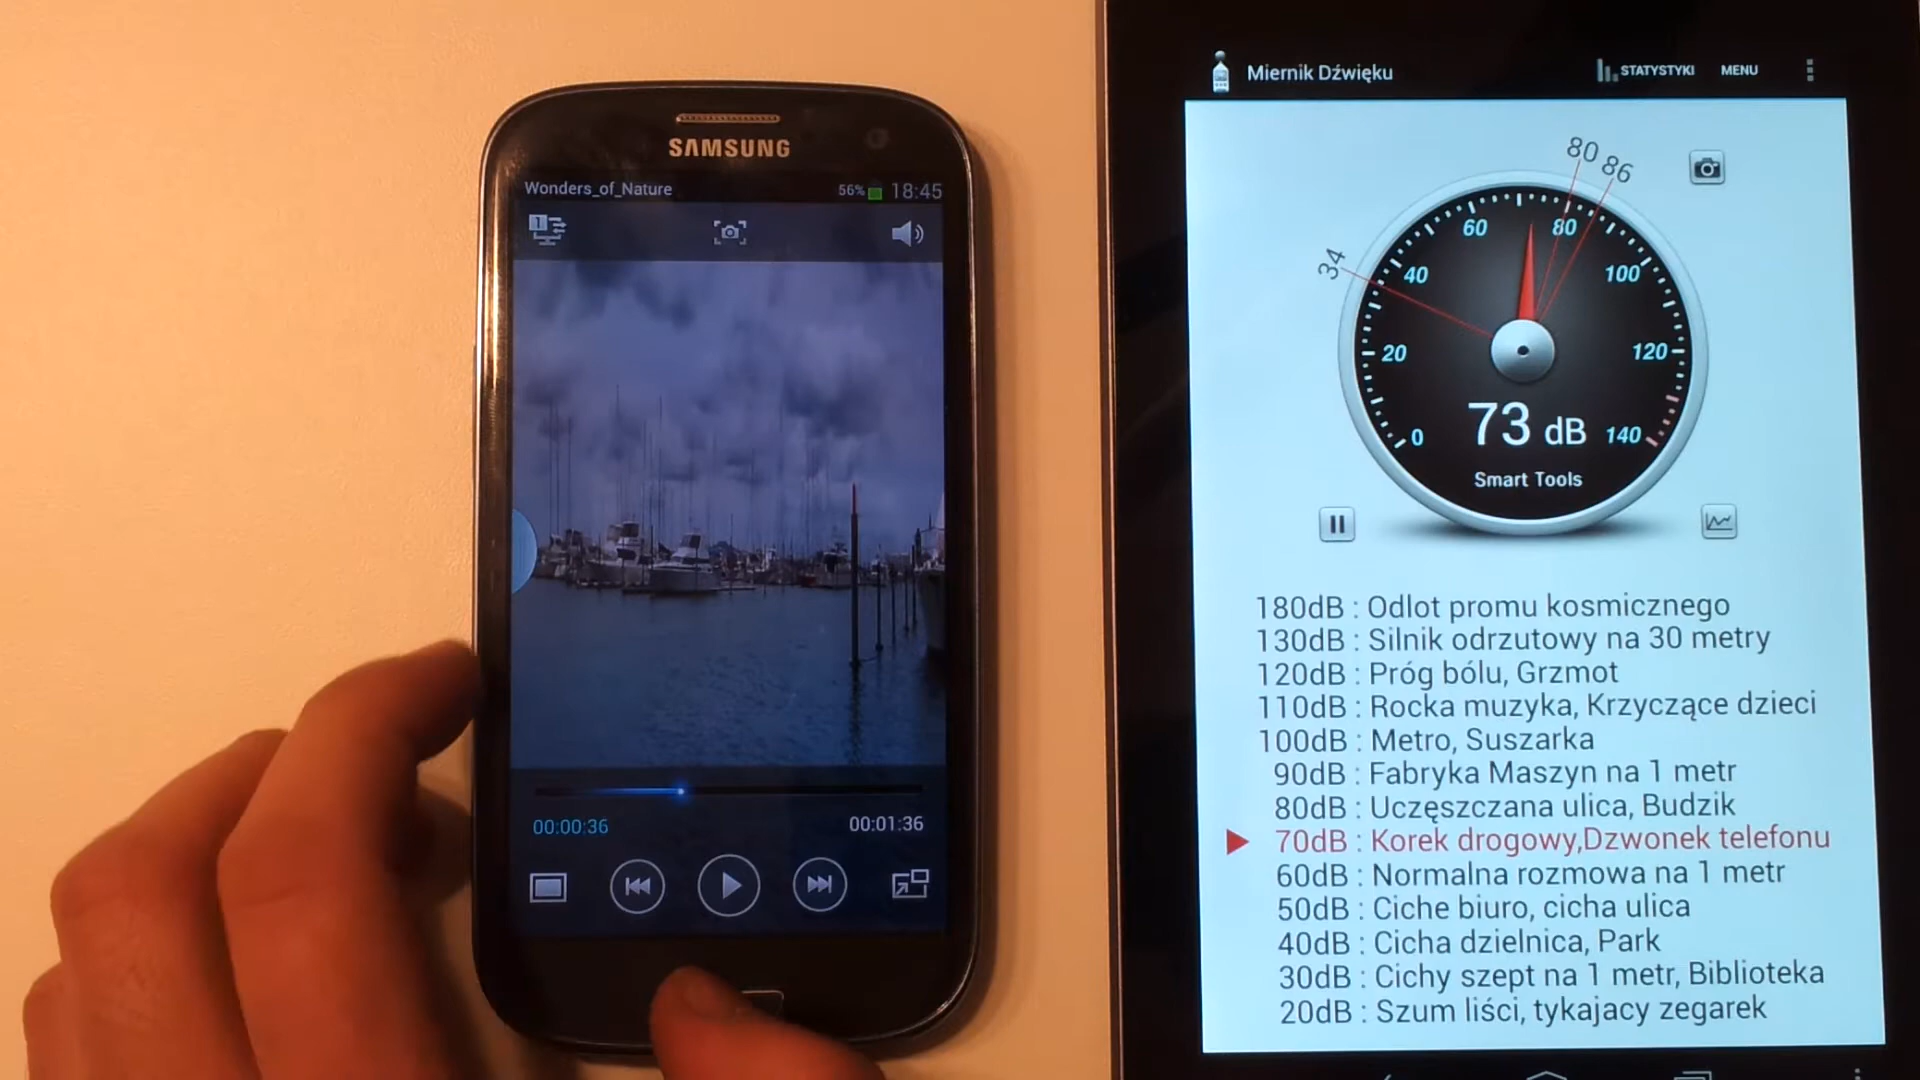 SAMSUNG
Wonders_of_Nature 56% 18:45
1
00:00:36 00:01:36
Miernik Dźwięku STATYSTYKI MENU
80 86
34
0 20 40 60 80 100 120 140
73 dB
Smart Tools
180dB : Odlot promu kosmicznego
130dB : Silnik odrzutowy na 30 metry
120dB : Próg bólu, Grzmot
110dB : Rocka muzyka, Krzyczące dzieci
100dB : Metro, Suszarka
90dB : Fabryka Maszyn na 1 metr
80dB : Uczęszczana ulica, Budzik
70dB : Korek drogowy,Dzwonek telefonu
60dB : Normalna rozmowa na 1 metr
50dB : Ciche biuro, cicha ulica
40dB : Cicha dzielnica, Park
30dB : Cichy szept na 1 metr, Biblioteka
20dB : Szum liści, tykajacy zegarek